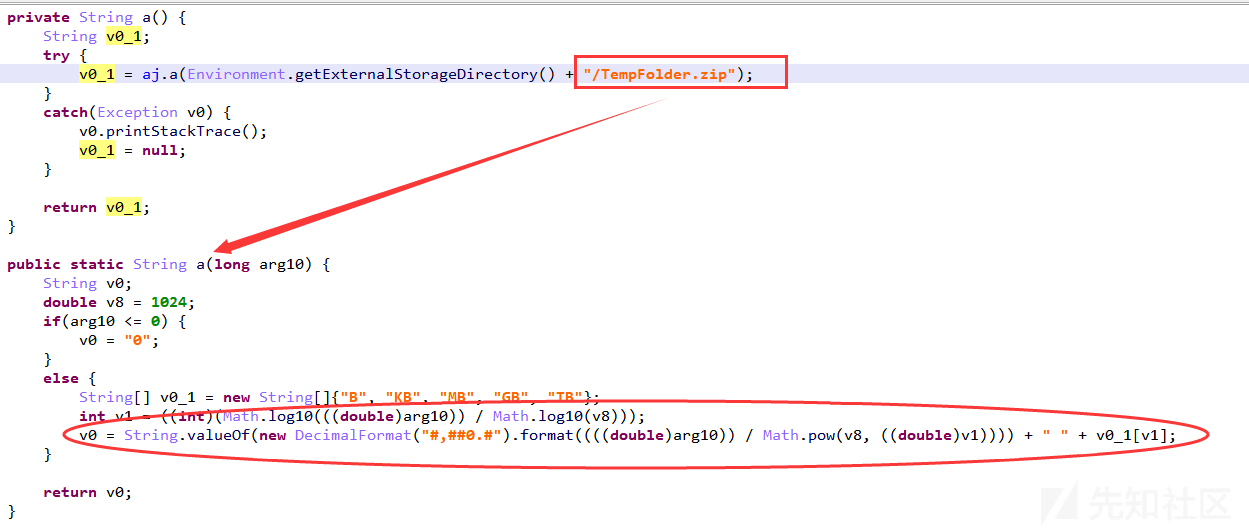 private String a() {
    String v0_1;
    try {
        v0_1 = aj.a(Environment.getExternalStorageDirectory() + "/TempFolder.zip");
    }
    catch(Exception v0) {
        v0.printStackTrace();
        v0_1 = null;
    }
    return v0_1;
}
public static String a(long arg10) {
    String v0;
    double v8 = 1024;
    if(arg10 <= 0) {
        v0 = "0";
    }
    else {
        String[] v0_1 = new String[]{"B", "KB", "MB", "GB", "TB"};
        int v1 = ((int)(Math.log10(((double)arg10)) / Math.log10(v8)));
        v0 = String.valueOf(new DecimalFormat("#,##0.#").format((((double)arg10)) / Math.pow(v8, ((double)v1)))) + " " + v0_1[v1];
    }
    return v0;
}
先知社区